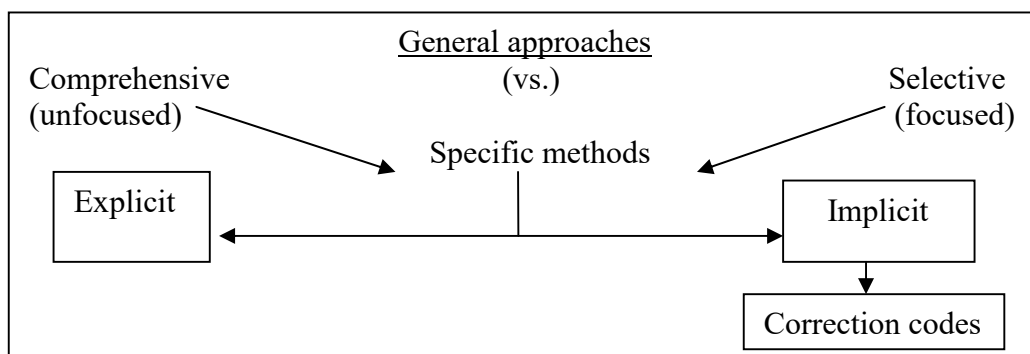 General approaches
Comprehensive (vs.) Selective
(unfocused) (focused)
Specific methods
Explicit
Implicit
Correction codes